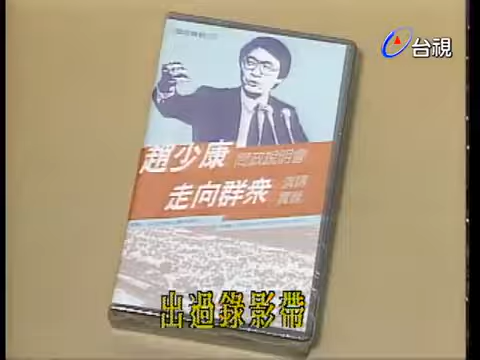 台視
趙少康 問政說明會
走向群衆 演講實錄
出過錄影帶